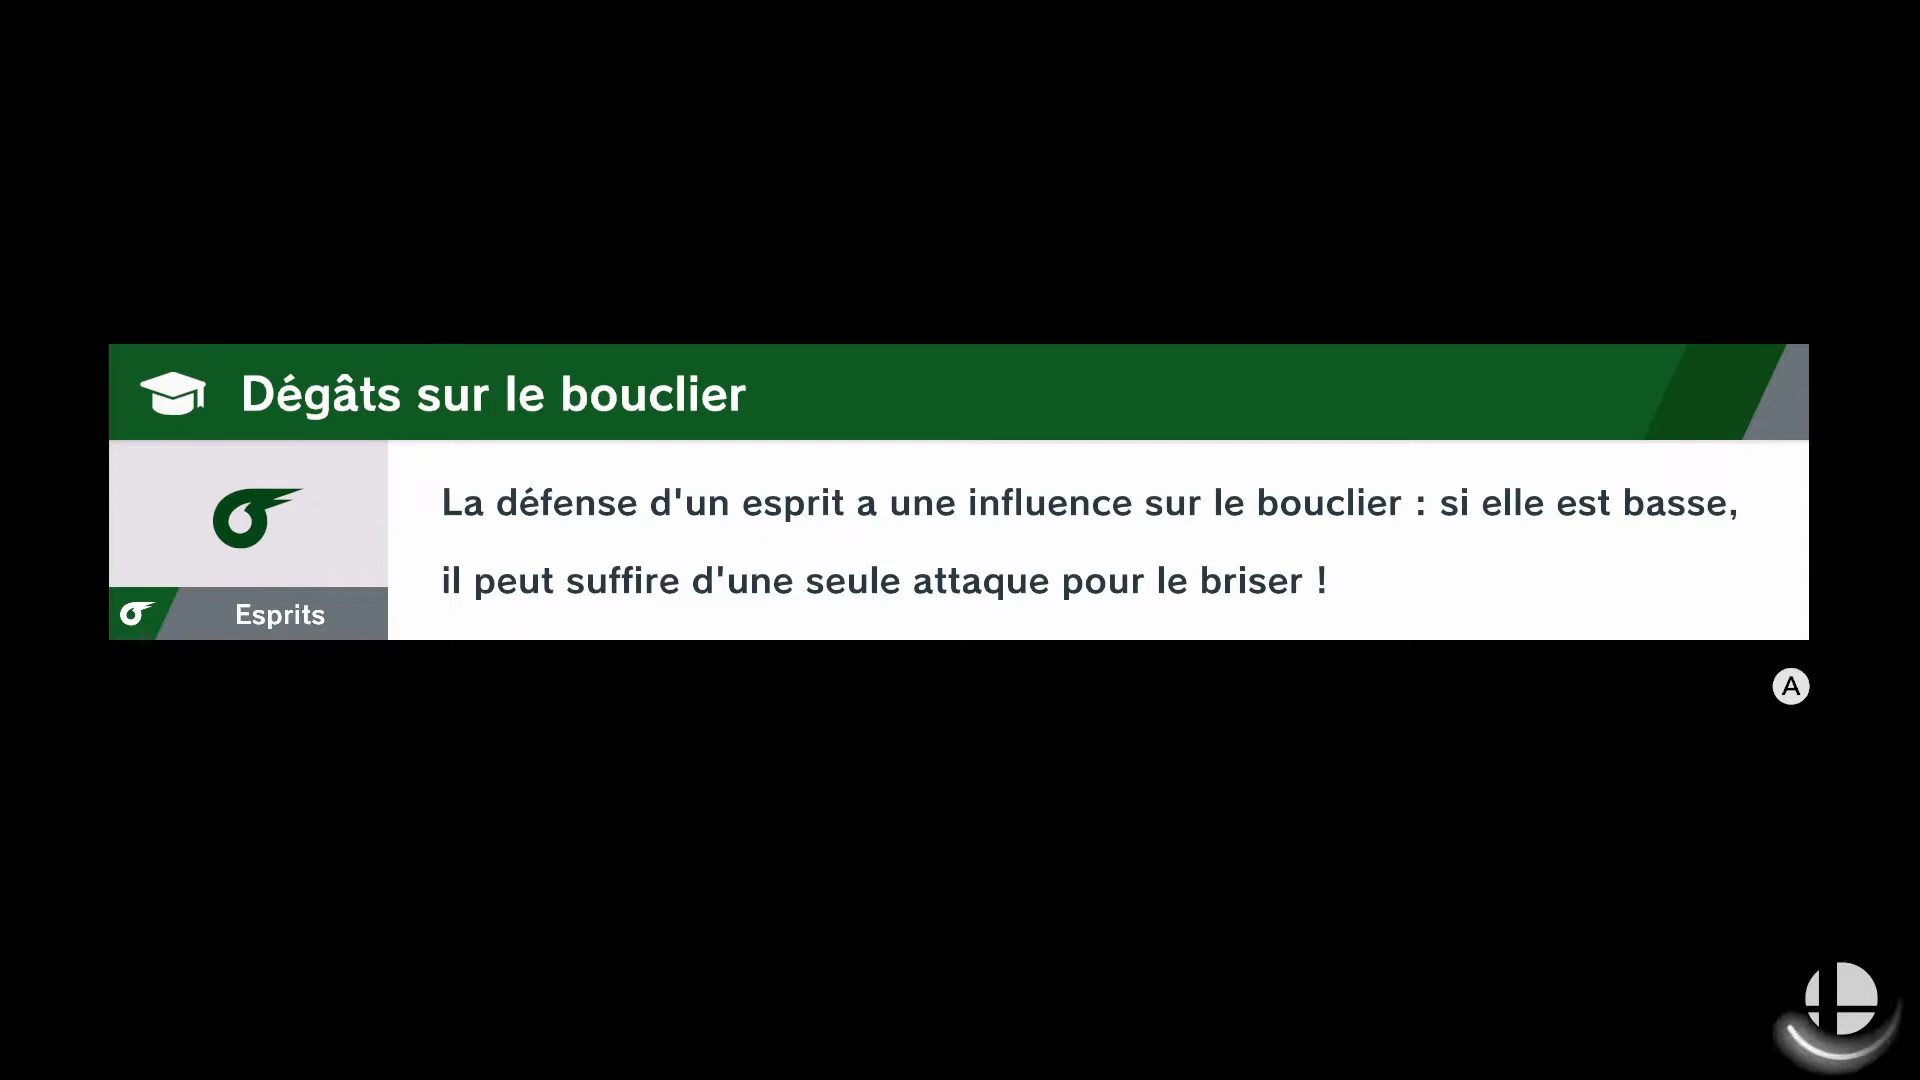 Dégâts sur le bouclier
La défense d'un esprit a une influence sur le bouclier : si elle est basse,
il peut suffire d'une seule attaque pour le briser !
Esprits
A